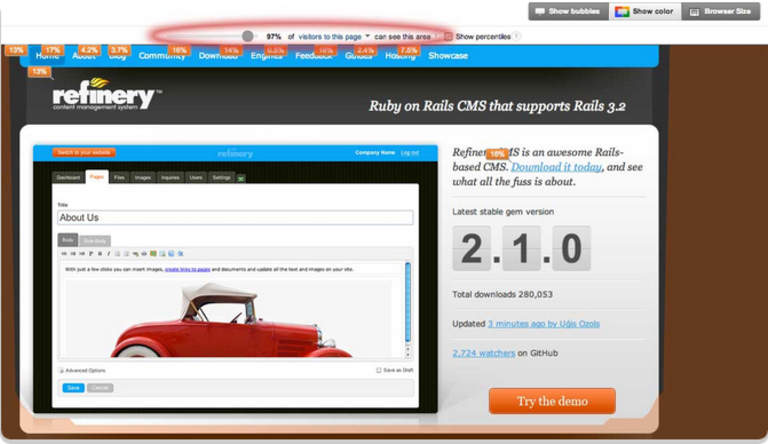 Show bubbles Show color Browser Size
97% of visitors to this page can see this area Show percentiles
13% 17% 4.2% 3.7% 16% 14% 2.4% 7.5%
Home About Blog Community Download Engines Feedback Guides Hosting Showcase
13%
refinery™
content management system
Ruby on Rails CMS that supports Rails 3.2
Switch to your website refinery Company Name Log out
Dashboard Pages Files Images Inquiries Users Settings
Title
About Us
Body Side Body
With just a few clicks you can insert images, create links to pages and documents and update all the text and images on your site.
Advanced Options Save as Draft
Save Cancel
16%
Refinery CMS is an awesome Rails-
based CMS. Download it today, and see
what all the fuss is about.
Latest stable gem version
2.1.0
Total downloads 280,053
Updated 3 minutes ago by Uģis Ozols
2,724 watchers on GitHub
Try the demo